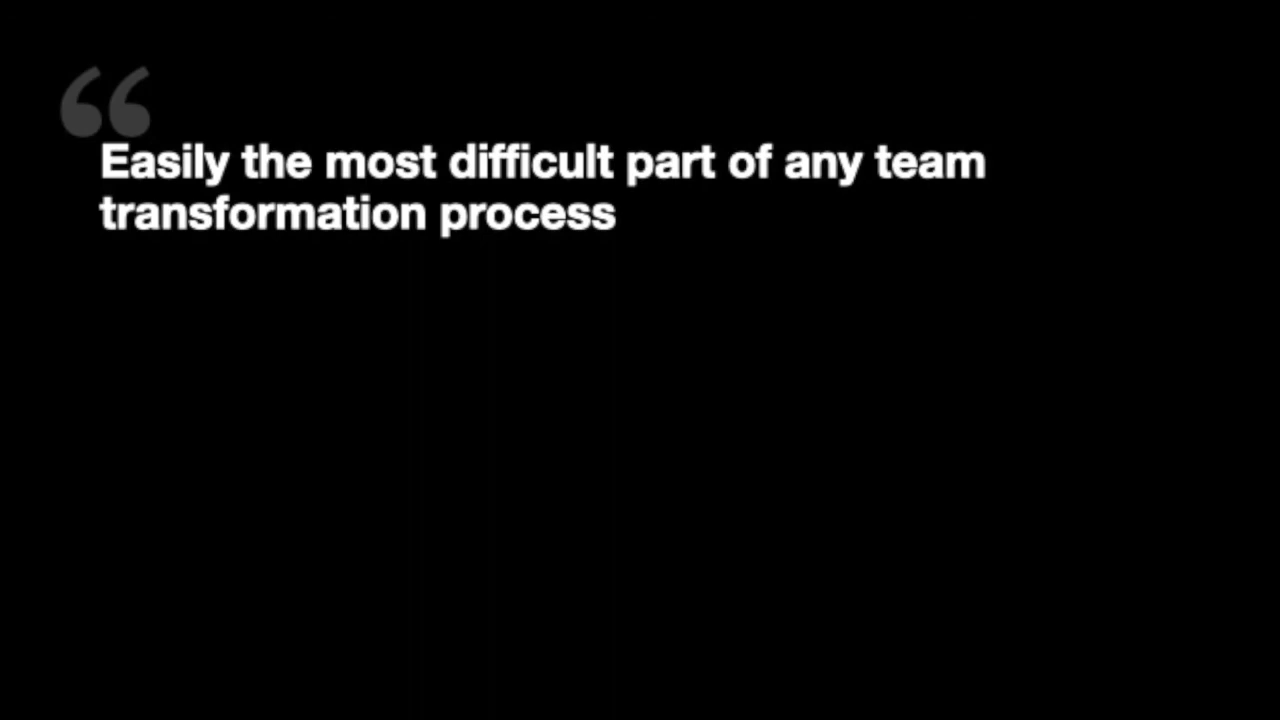 “
Easily the most difficult part of any team
transformation process